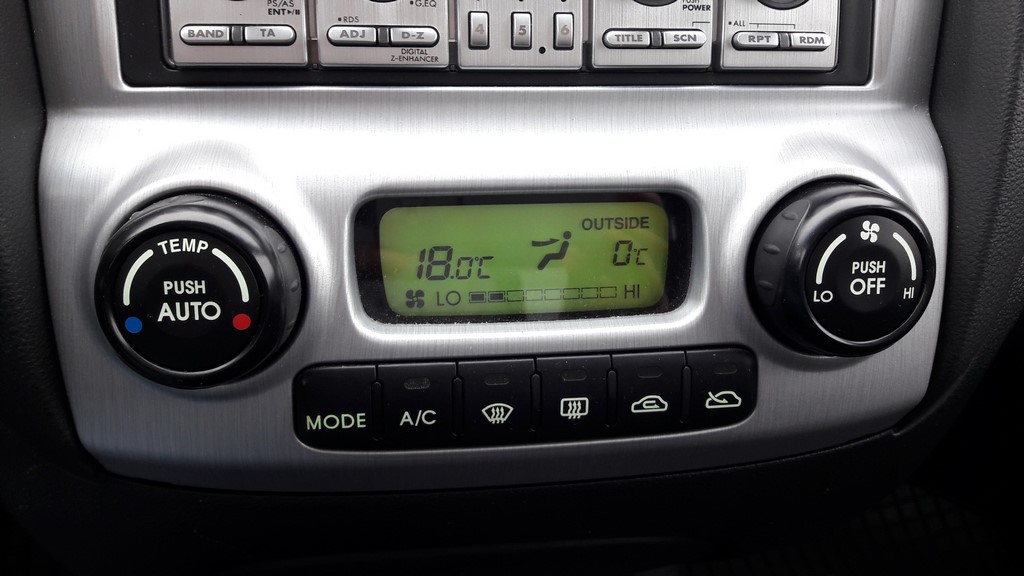 PS/AS
ENT
G.EQ
PUSH
POWER
RDS
ALL
BAND TA ADJ D-Z 4 5 6 TITLE SCN RPT RDM
DIGITAL
Z-ENHANCER
TEMP
PUSH
AUTO
OUTSIDE
18.0°C 0°C
LO HI
PUSH
OFF
LO HI
MODE A/C